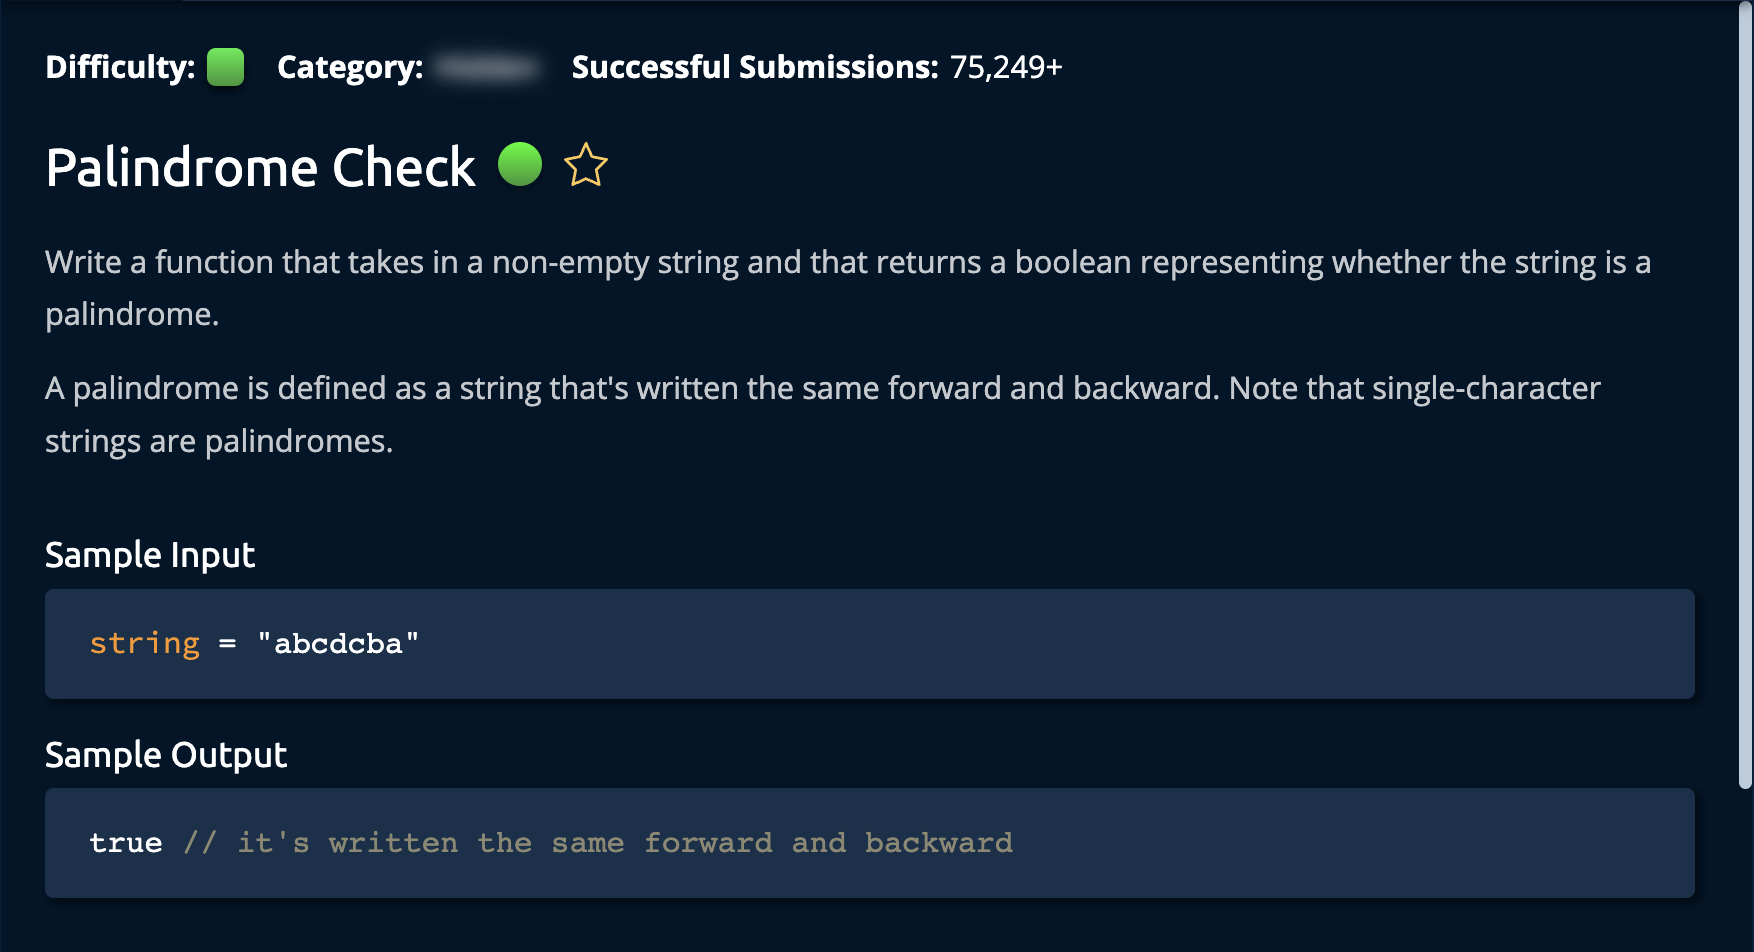 Difficulty: Category: Successful Submissions: 75,249+
Palindrome Check
Write a function that takes in a non-empty string and that returns a boolean representing whether the string is a
palindrome.
A palindrome is defined as a string that's written the same forward and backward. Note that single-character
strings are palindromes.
Sample Input
string = "abcdcba"
Sample Output
true // it's written the same forward and backward